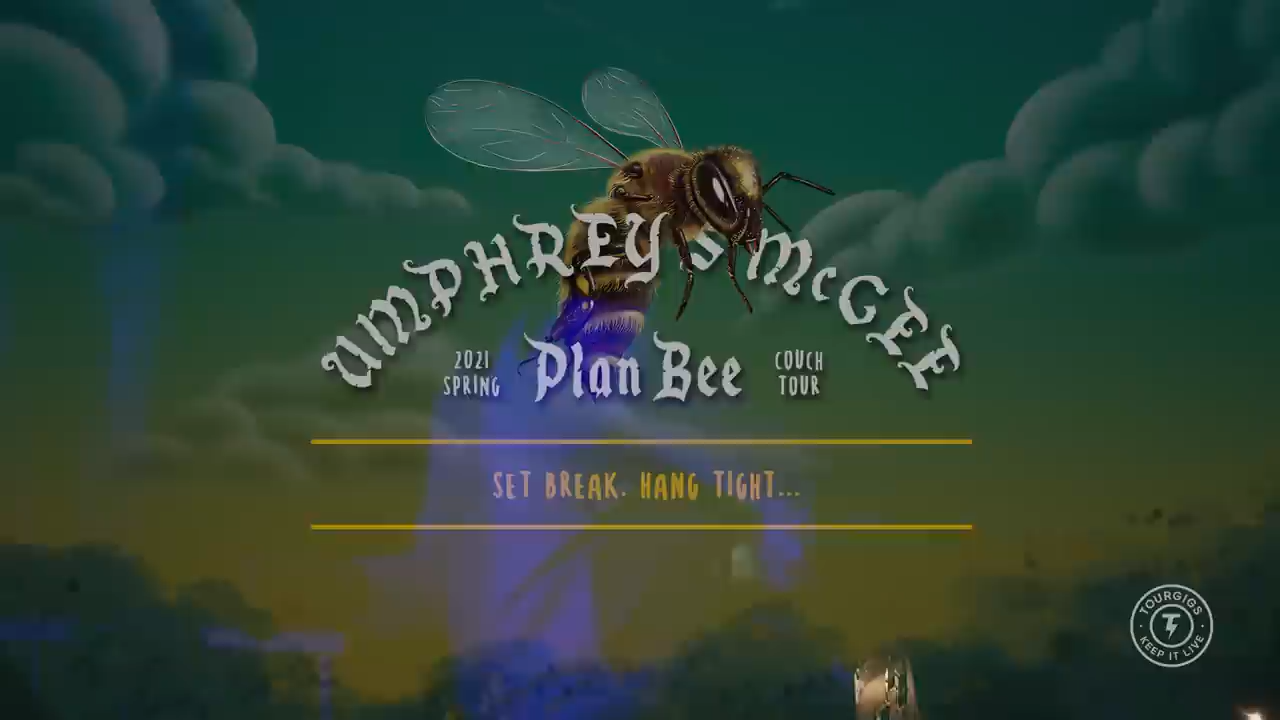 UMPHREY'S McGEE
2021 SPRING
Plan Bee
COUCH TOUR
SET BREAK. HANG TIGHT...
TOURGIGS
KEEP IT LIVE